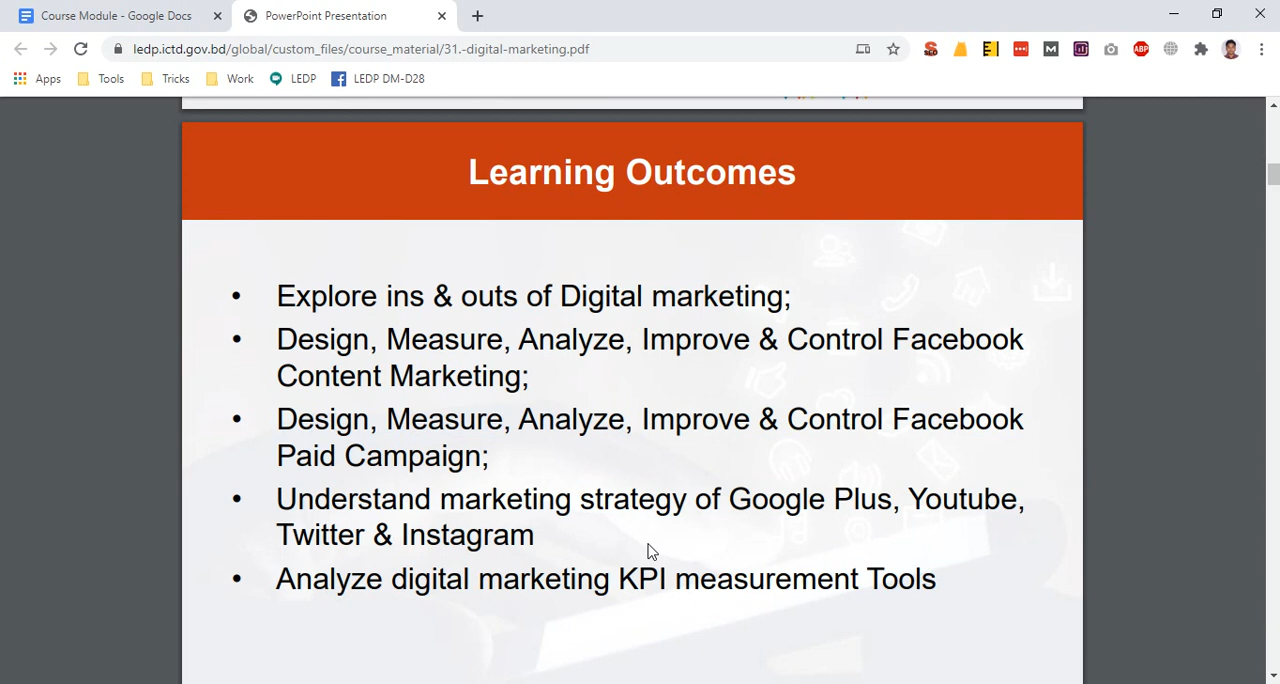 Course Module - Google Docs
PowerPoint Presentation
ledp.ictd.gov.bd/global/custom_files/course_material/31.-digital-marketing.pdf
Apps Tools Tricks Work LEDP LEDP DM-D28
Learning Outcomes
• Explore ins & outs of Digital marketing;
• Design, Measure, Analyze, Improve & Control Facebook
Content Marketing;
• Design, Measure, Analyze, Improve & Control Facebook
Paid Campaign;
• Understand marketing strategy of Google Plus, Youtube,
Twitter & Instagram
• Analyze digital marketing KPI measurement Tools